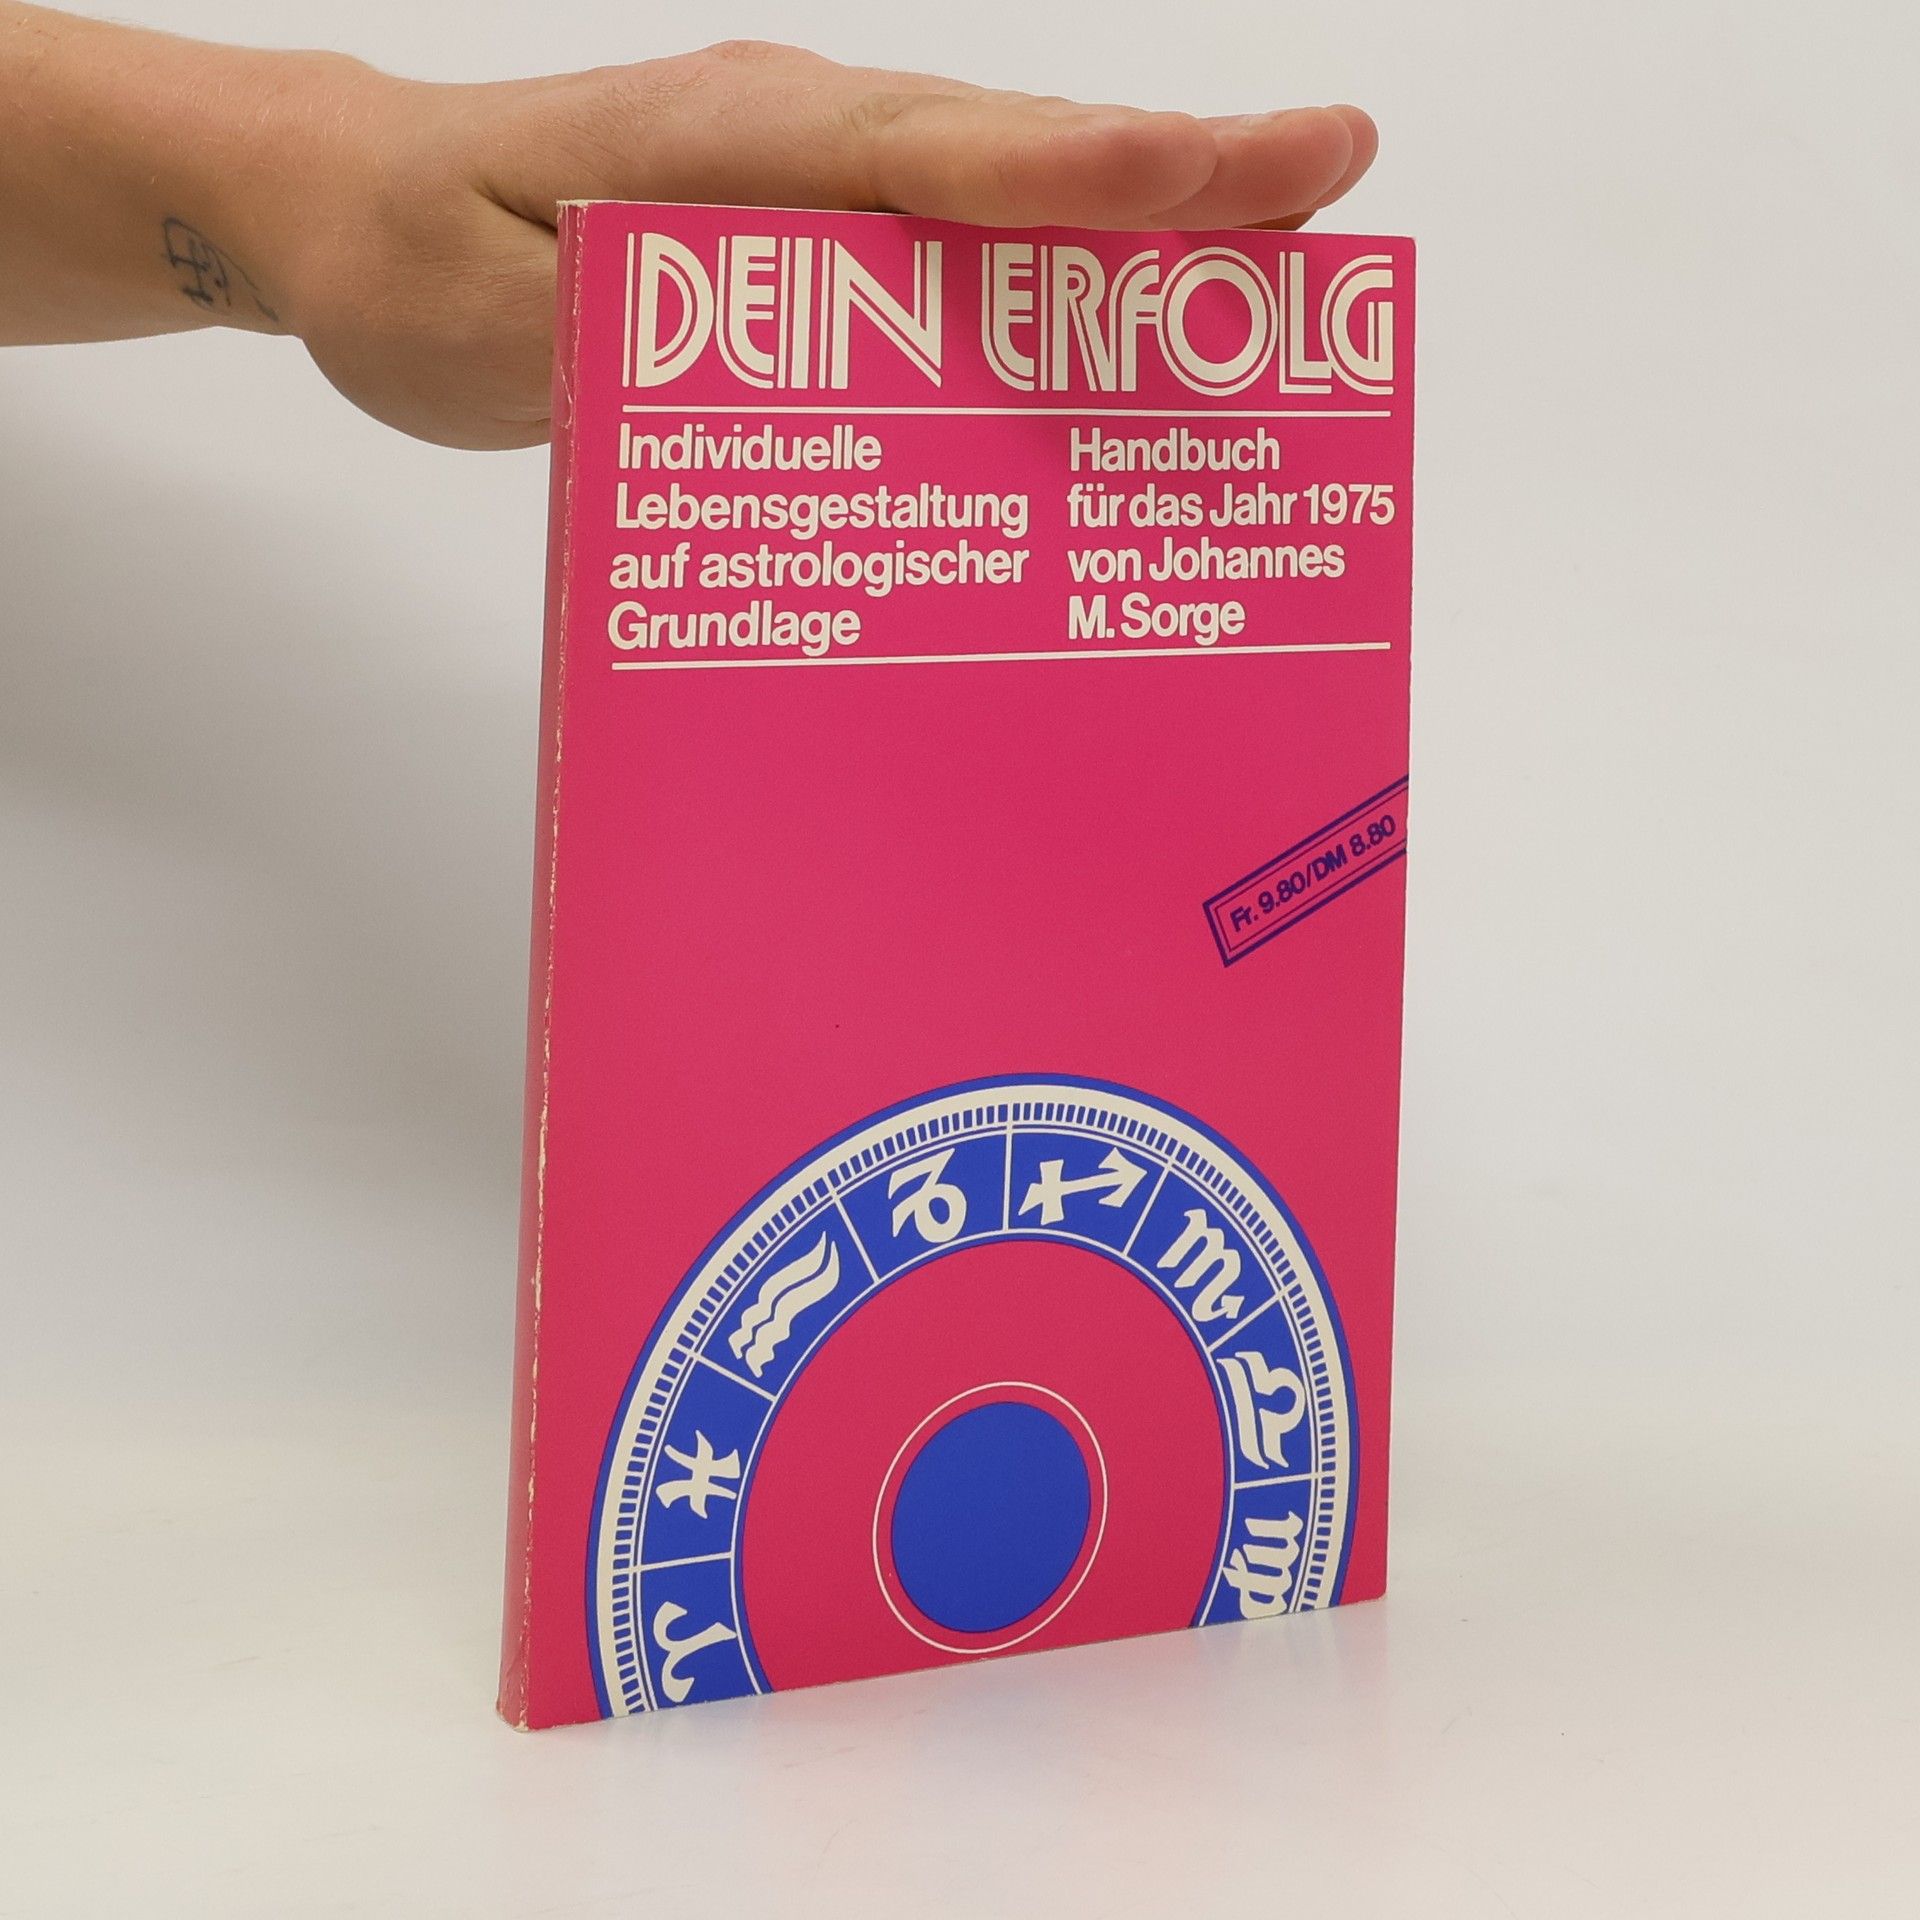 DEIN ERFOLG
Individuelle
Lebensgestaltung
auf astrologischer
Grundlage
Handbuch
für das Jahr 1975
von Johannes
M. Sorge
Fr. 9.80/DM 8.80